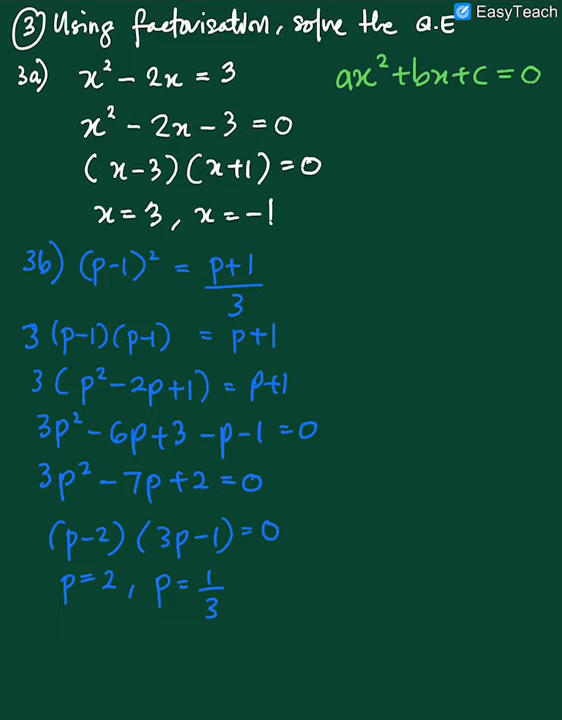 ③ Using factorisation, solve the Q.E
EasyTeach
3a) x² - 2x = 3
ax² + bx + c = 0
x² - 2x - 3 = 0
(x-3)(x+1) = 0
x = 3, x = -1
3b) (p-1)² = \frac{p+1}{3}
3(p-1)(p-1) = p+1
3(p² - 2p + 1) = p+1
3p² - 6p + 3 - p - 1 = 0
3p² - 7p + 2 = 0
(p-2)(3p-1) = 0
p = 2, p = \frac{1}{3}